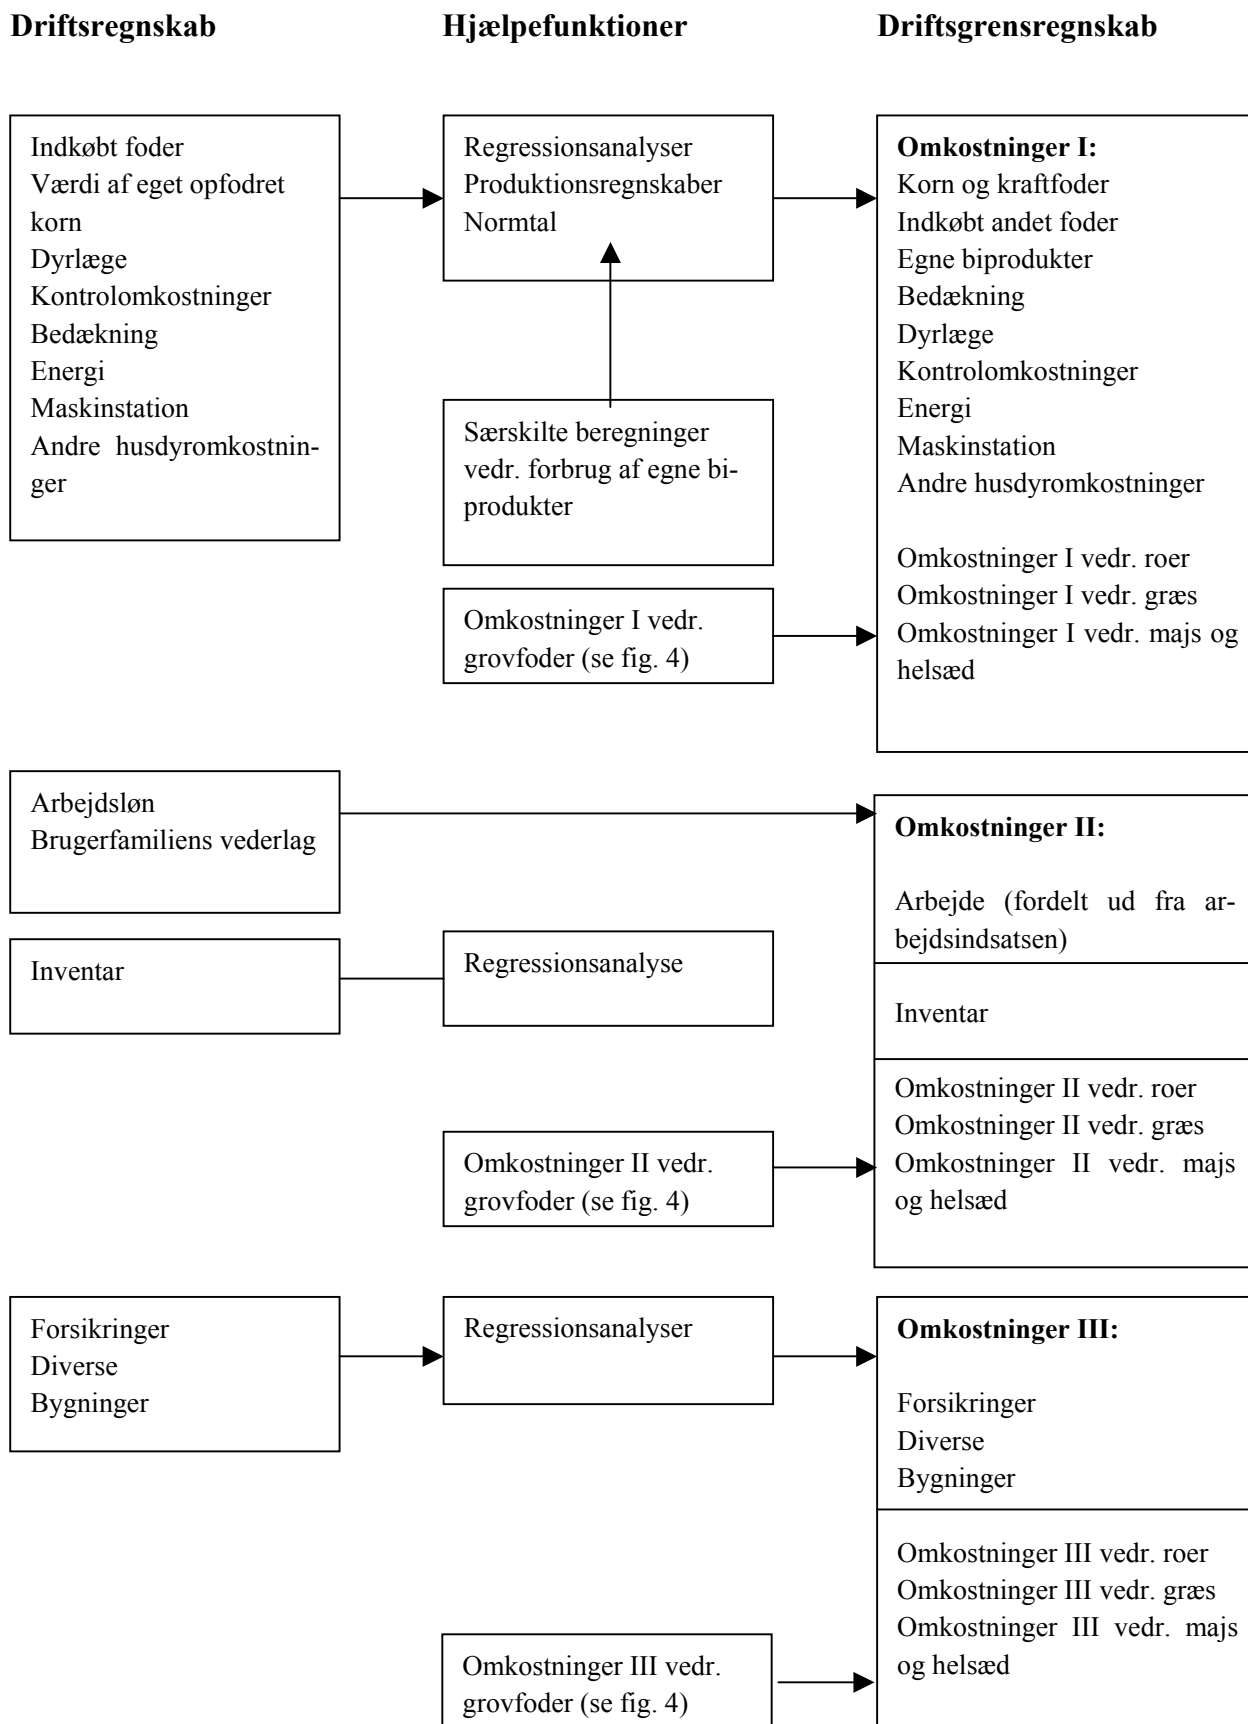 Driftsregnskab
Hjælpefunktioner
Driftsgrensregnskab
Indkøbt foder
Værdi af eget opfodret
korn
Dyrlæge
Kontrolomkostninger
Bedækning
Energi
Maskinstation
Andre husdyromkostnin-
ger
Regressionsanalyser
Produktionsregnskaber
Normtal
Særskilte beregninger
vedr. forbrug af egne bi-
produkter
Omkostninger I vedr.
grovfoder (se fig. 4)
Omkostninger I:
Korn og kraftfoder
Indkøbt andet foder
Egne biprodukter
Bedækning
Dyrlæge
Kontrolomkostninger
Energi
Maskinstation
Andre husdyromkostninger
Omkostninger I vedr. roer
Omkostninger I vedr. græs
Omkostninger I vedr. majs og
helsæd
Arbejdsløn
Brugerfamiliens vederlag
Omkostninger II:
Arbejde (fordelt ud fra ar-
bejdsindsatsen)
Inventar
Regressionsanalyse
Inventar
Omkostninger II vedr.
grovfoder (se fig. 4)
Omkostninger II vedr. roer
Omkostninger II vedr. græs
Omkostninger II vedr. majs
og helsæd
Forsikringer
Diverse
Bygninger
Regressionsanalyser
Omkostninger III:
Forsikringer
Diverse
Bygninger
Omkostninger III vedr.
grovfoder (se fig. 4)
Omkostninger III vedr. roer
Omkostninger III vedr. græs
Omkostninger III vedr. majs
og helsæd